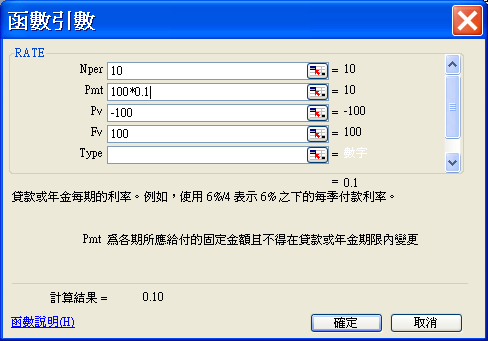 函數引數
RATE
Nper 10 = 10
Pmt 100*0.1 = 10
Pv -100 = -100
Fv 100 = 100
Type = 數字
= 0.1
貸款或年金每期的利率。例如，使用 6%/4 表示 6% 之下的每季付款利率。
Pmt 爲各期所應給付的固定金額且不得在貸款或年金期限內變更
計算結果 = 0.10
函數說明(H) 確定 取消